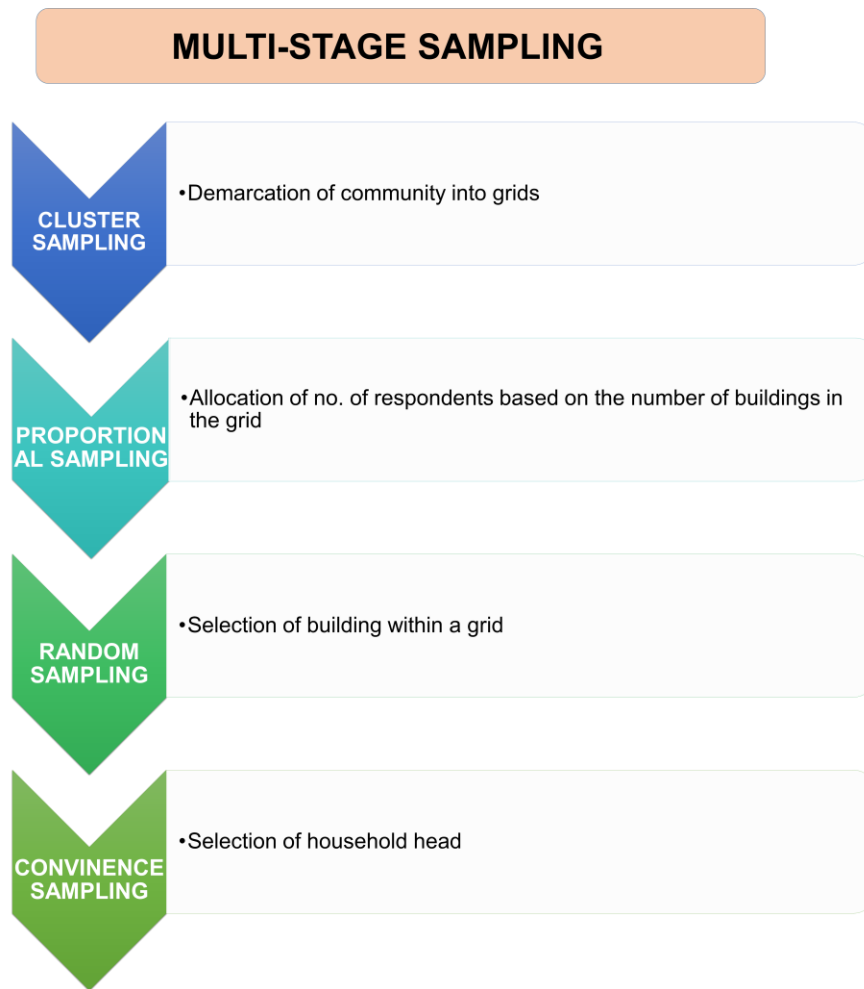 MULTI-STAGE SAMPLING
CLUSTER
SAMPLING
•Demarcation of community into grids
PROPORTION
AL SAMPLING
•Allocation of no. of respondents based on the number of buildings in
the grid
RANDOM
SAMPLING
•Selection of building within a grid
CONVINENCE
SAMPLING
•Selection of household head